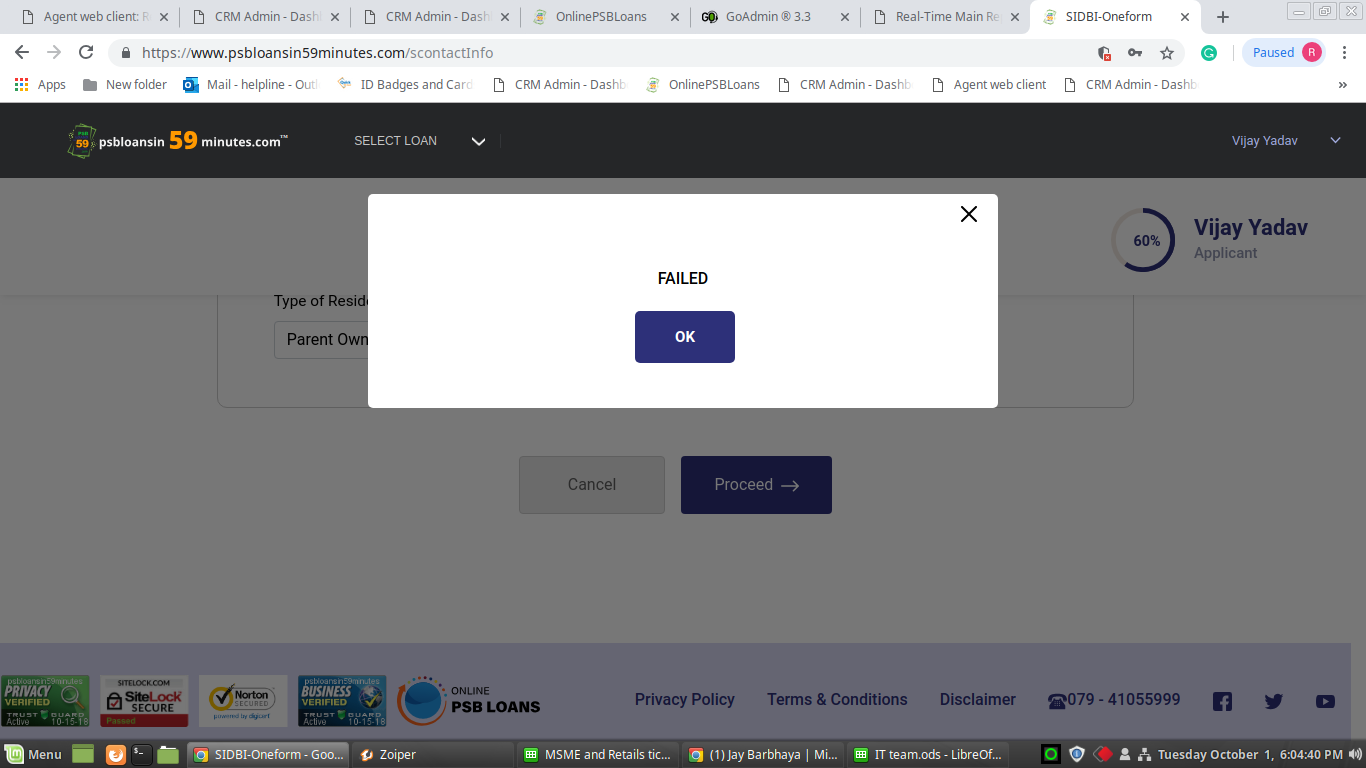 Agent web client: R
CRM Admin - Dash
CRM Admin - Dash
OnlinePSBLoans
GoAdmin ® 3.3
Real-Time Main Re
SIDBI-Oneform
https://www.psbloansin59minutes.com/scontactInfo
Paused
R
Apps
New folder
Mail - helpline - Outl
ID Badges and Card
CRM Admin - Dashb
OnlinePSBLoans
CRM Admin - Dashb
Agent web client
CRM Admin - Dashb
»
PSB
59
psbloansin 59 minutes.com™
SELECT LOAN
Vijay Yadav
60%
Vijay Yadav
Applicant
FAILED
OK
Type of Reside
Parent Own
Cancel
Proceed
psbloansin59minutes
PRIVACY
VERIFIED
TRUST GUARD
Active 10-15-18
SITELOCK.COM
SiteLock
SECURE
Passed
Norton
SECURED
powered by digicert
psbloansin59minutes
BUSINESS
VERIFIED
TRUST GUARD
Active 10-15-18
ONLINE
PSB LOANS
Privacy Policy
Terms & Conditions
Disclaimer
☎079 - 41055999
Menu
SIDBI-Oneform - Goo...
Zoiper
MSME and Retails tic...
(1) Jay Barbhaya | Mi...
IT team.ods - LibreOf...
Tuesday October 1, 6:04:40 PM